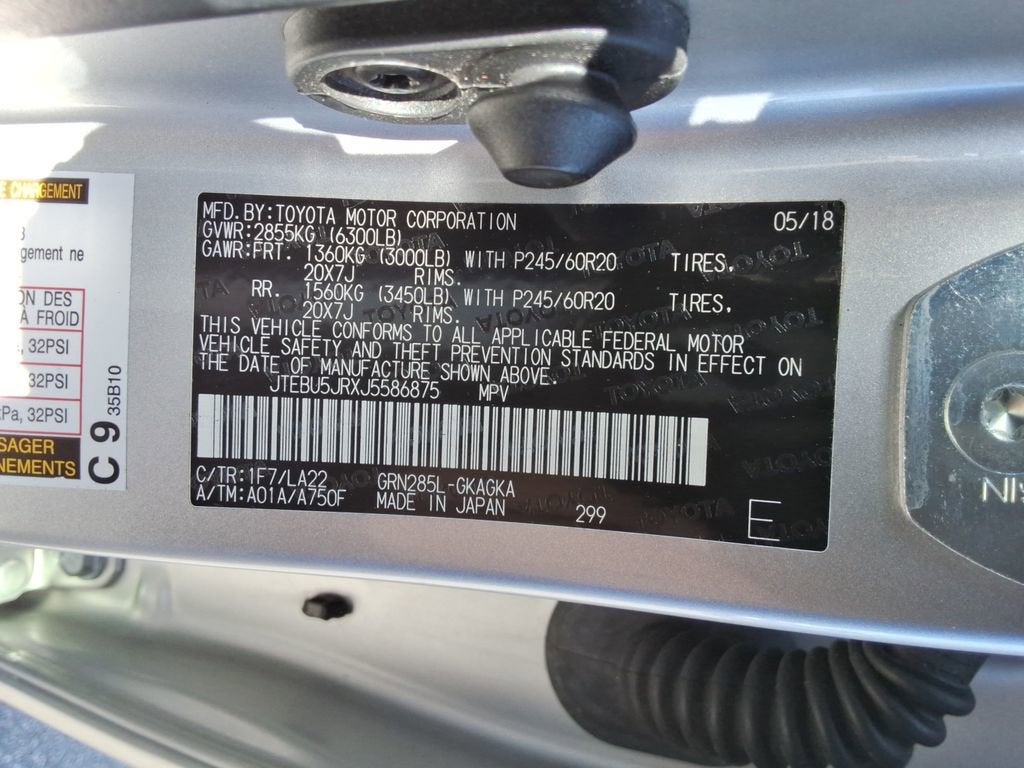 E CHARGEMENT
gement ne
ON DES
À FROID
, 32PSI
32PSI
kPa, 32PSI
SAGER
NEMENTS
C 9
35B10
MFD. BY: TOYOTA MOTOR CORPORATION 05/18
GVWR: 2855KG (6300LB)
GAWR: FRT. 1360KG (3000LB) WITH P245/60R20 TIRES,
20X7J RIMS.
RR. 1560KG (3450LB) WITH P245/60R20 TIRES,
20X7J RIMS.
THIS VEHICLE CONFORMS TO ALL APPLICABLE FEDERAL MOTOR
VEHICLE SAFETY AND THEFT PREVENTION STANDARDS IN EFFECT ON
THE DATE OF MANUFACTURE SHOWN ABOVE.
JTEBU5JRXJ5586875 MPV
C/TR: 1F7/LA22 GRN285L-GKAGKA
A/TM: A01A/A750F MADE IN JAPAN 299 E